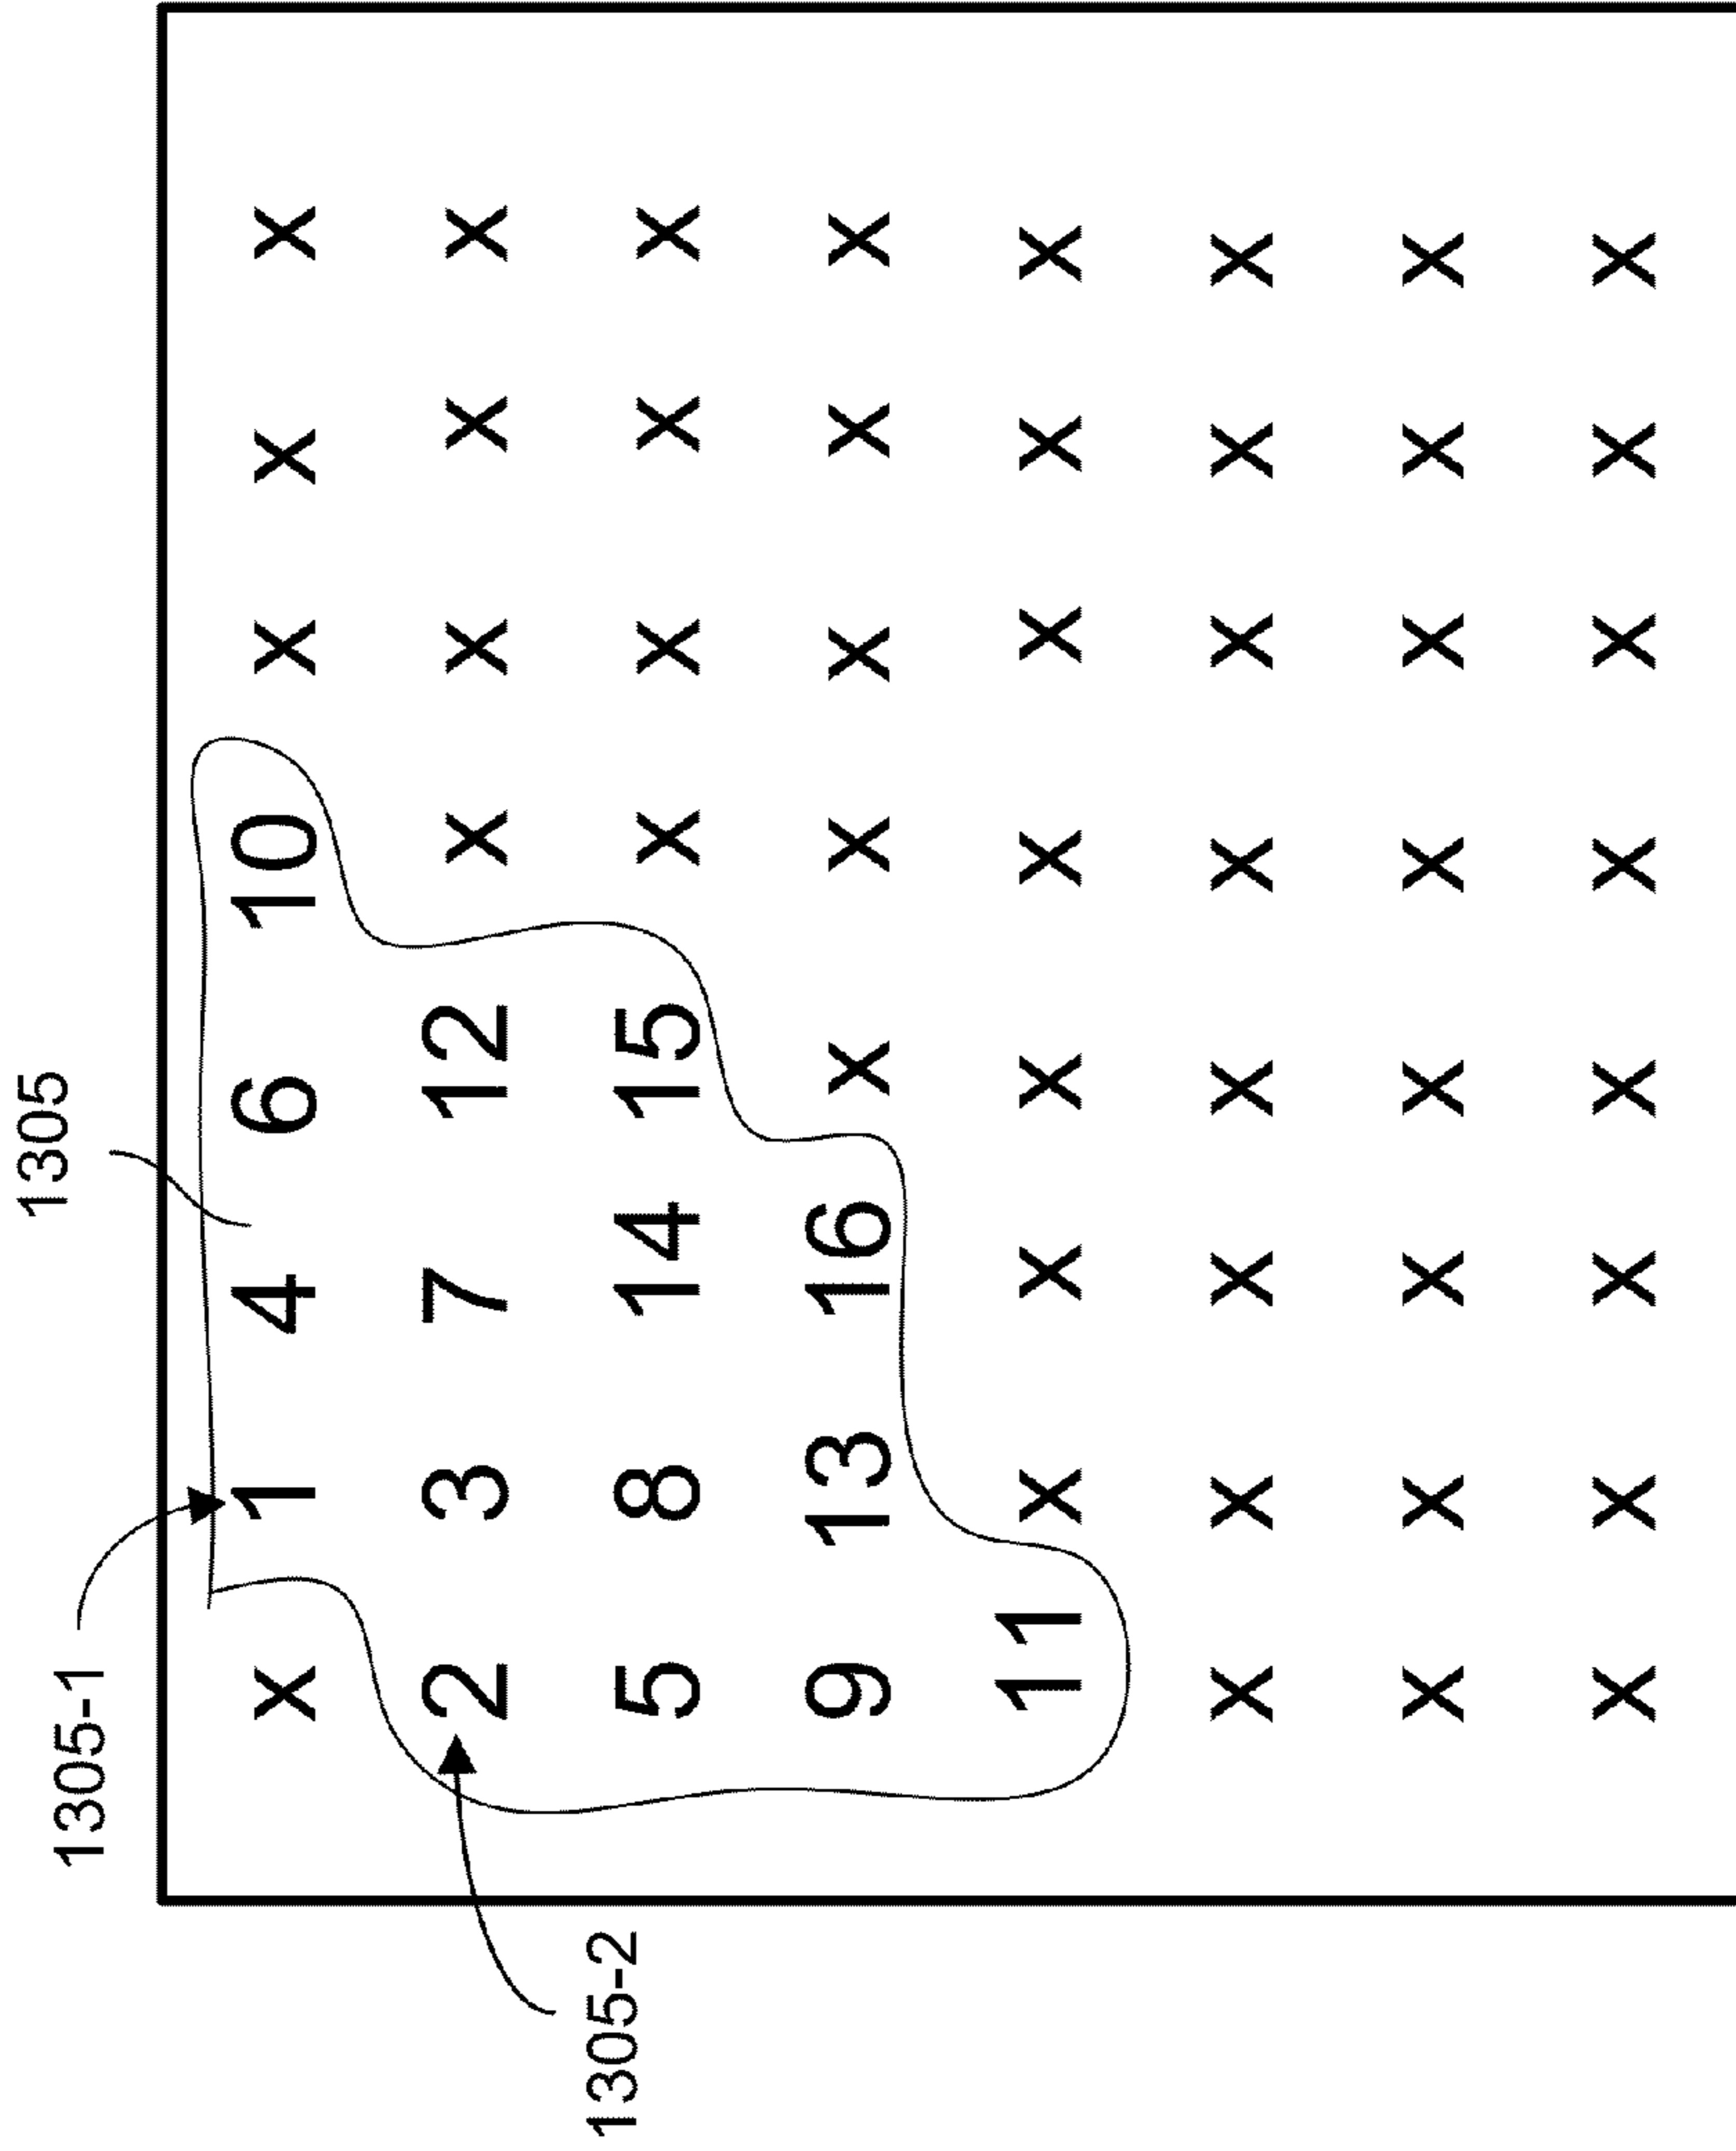 1305
1305-1
x 1 4 6 10 x x x
2 3 7 12 x x x x
1305-2
5 8 14 15 x x x x
9 13 16 x x x x x
11 x x x x x x x
x x x x x x x x
x x x x x x x x
x x x x x x x x